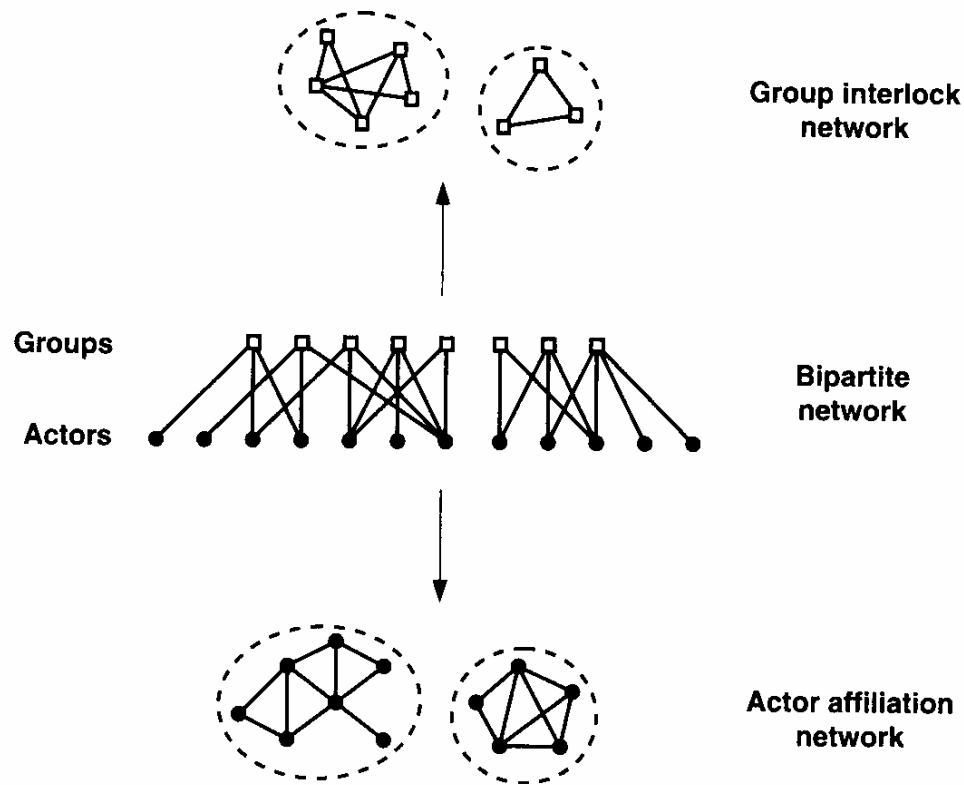 Group interlock
network
Groups
Bipartite
network
Actors
Actor affiliation
network